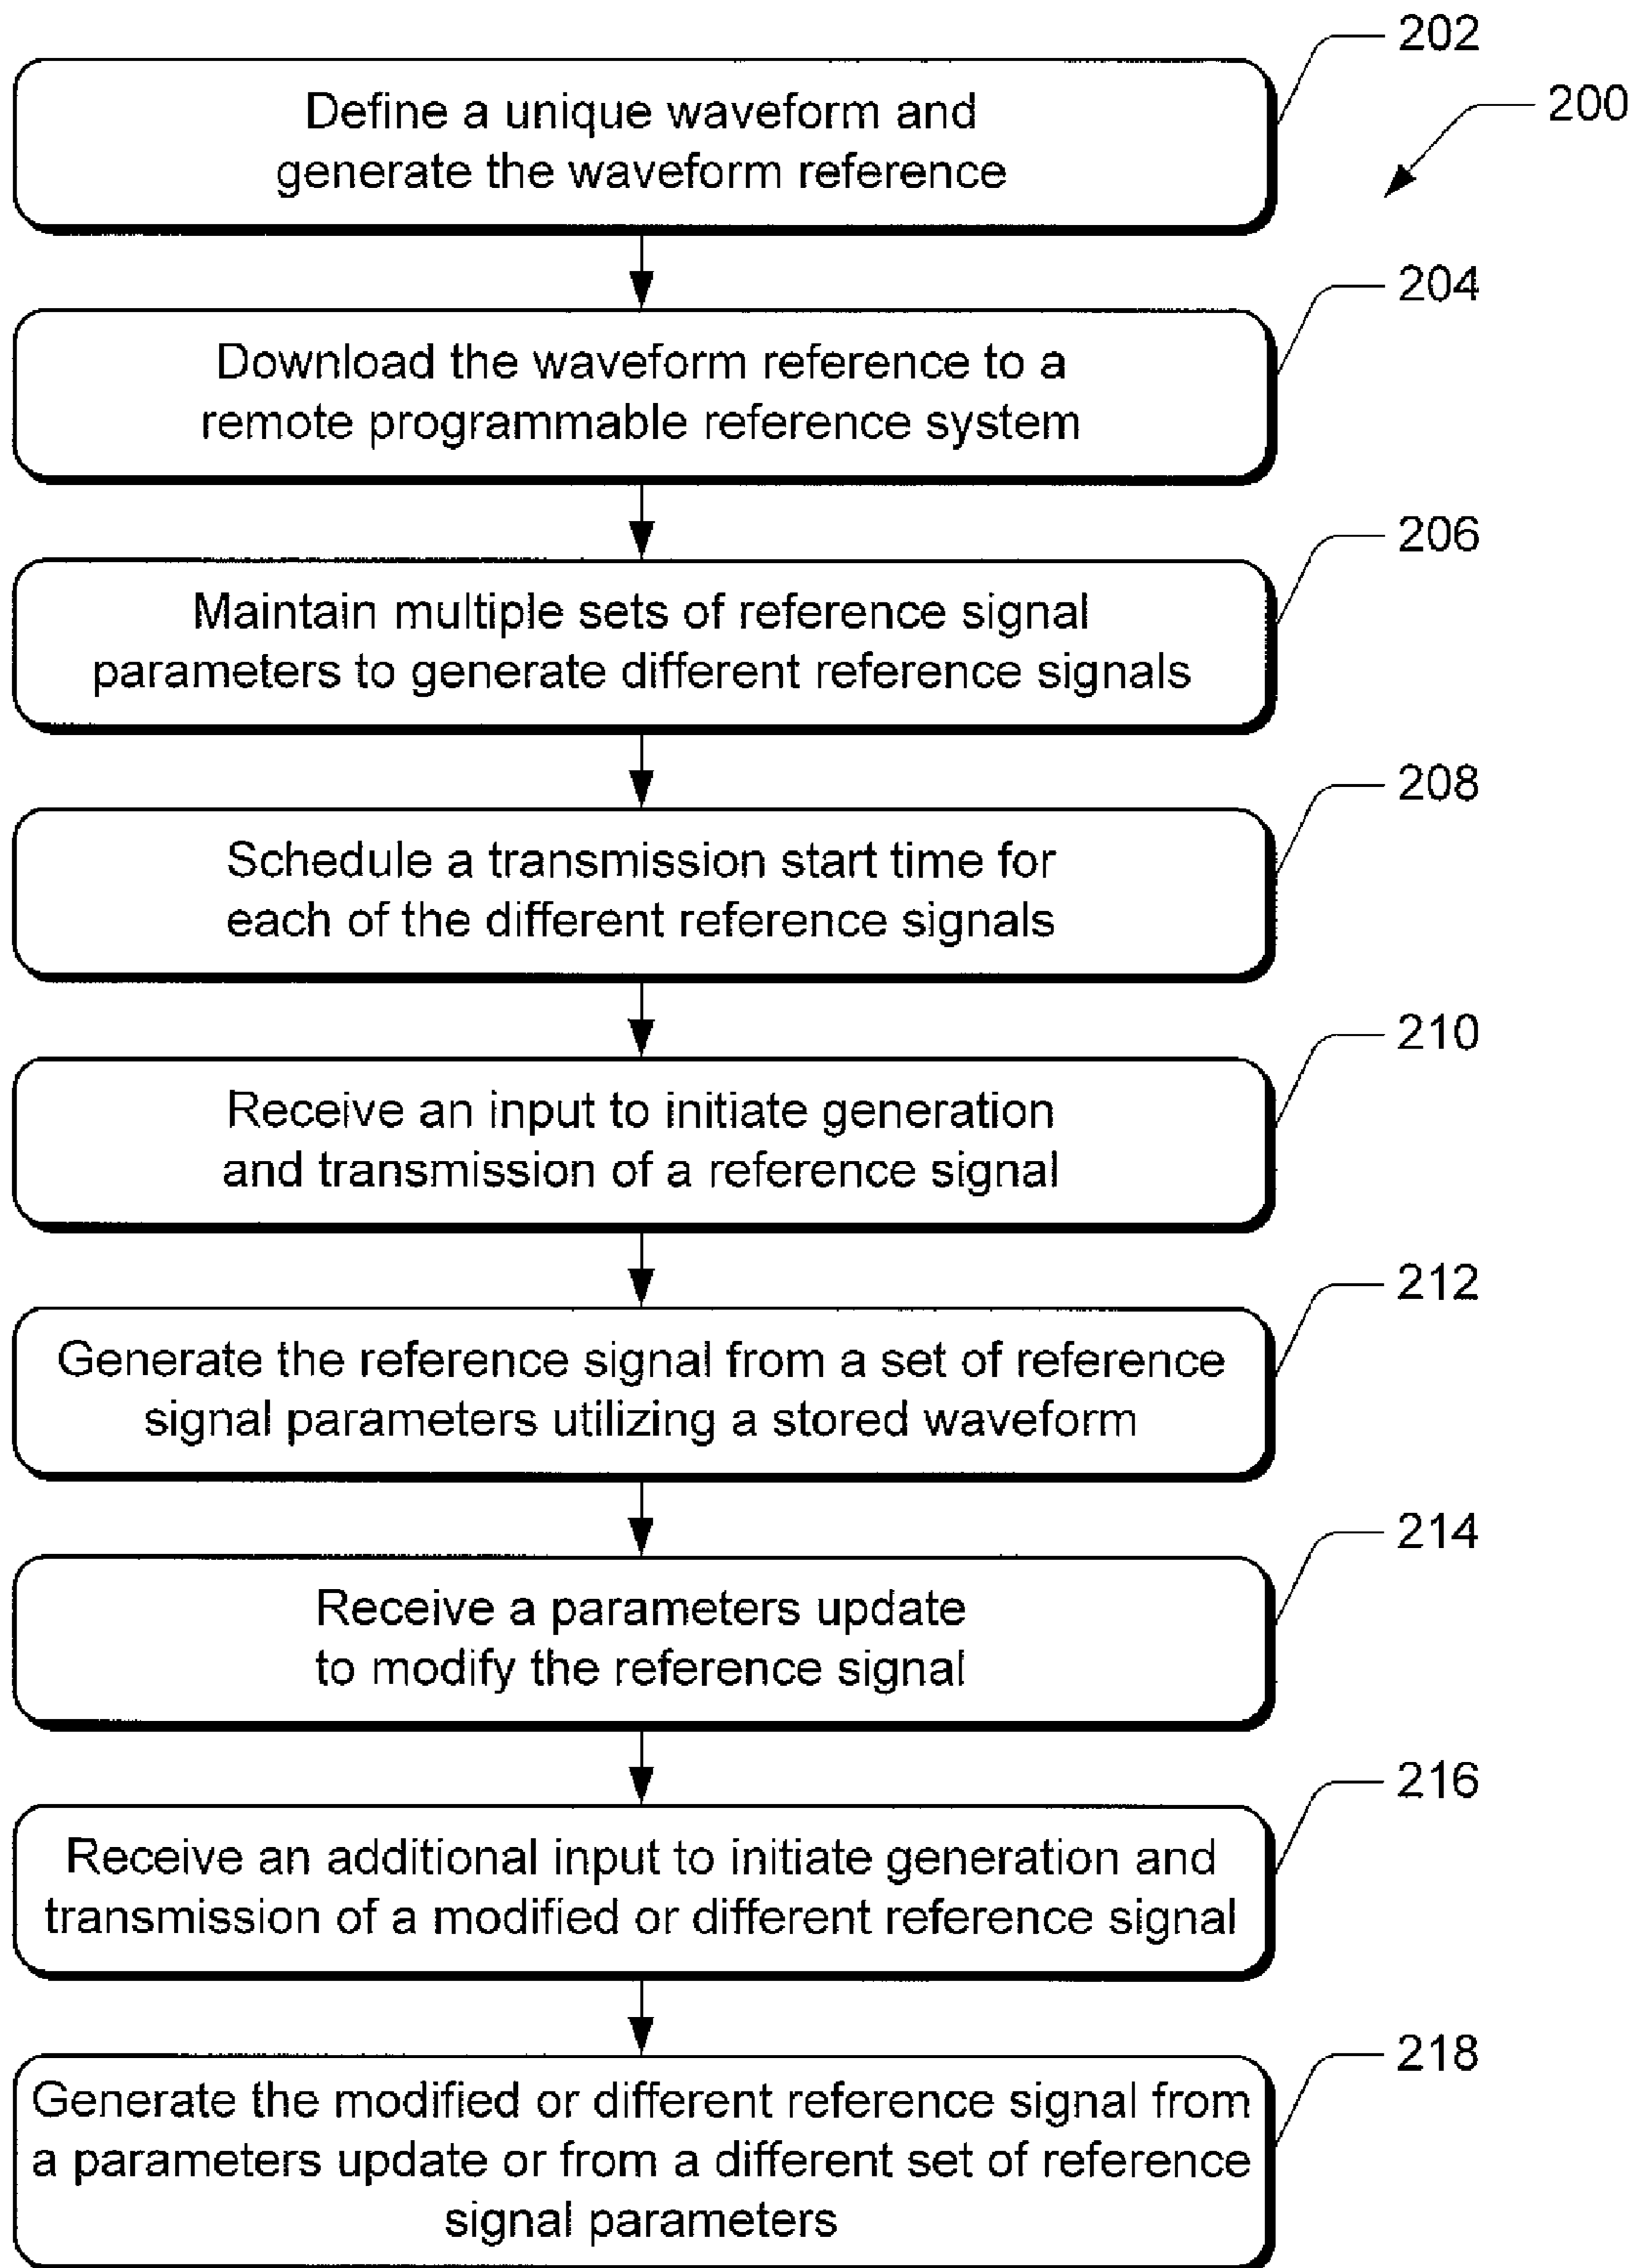 202
200
Define a unique waveform and
generate the waveform reference
204
Download the waveform reference to a
remote programmable reference system
206
Maintain multiple sets of reference signal
parameters to generate different reference signals
208
Schedule a transmission start time for
each of the different reference signals
210
Receive an input to initiate generation
and transmission of a reference signal
212
Generate the reference signal from a set of reference
signal parameters utilizing a stored waveform
214
Receive a parameters update
to modify the reference signal
216
Receive an additional input to initiate generation and
transmission of a modified or different reference signal
218
Generate the modified or different reference signal from
a parameters update or from a different set of reference
signal parameters